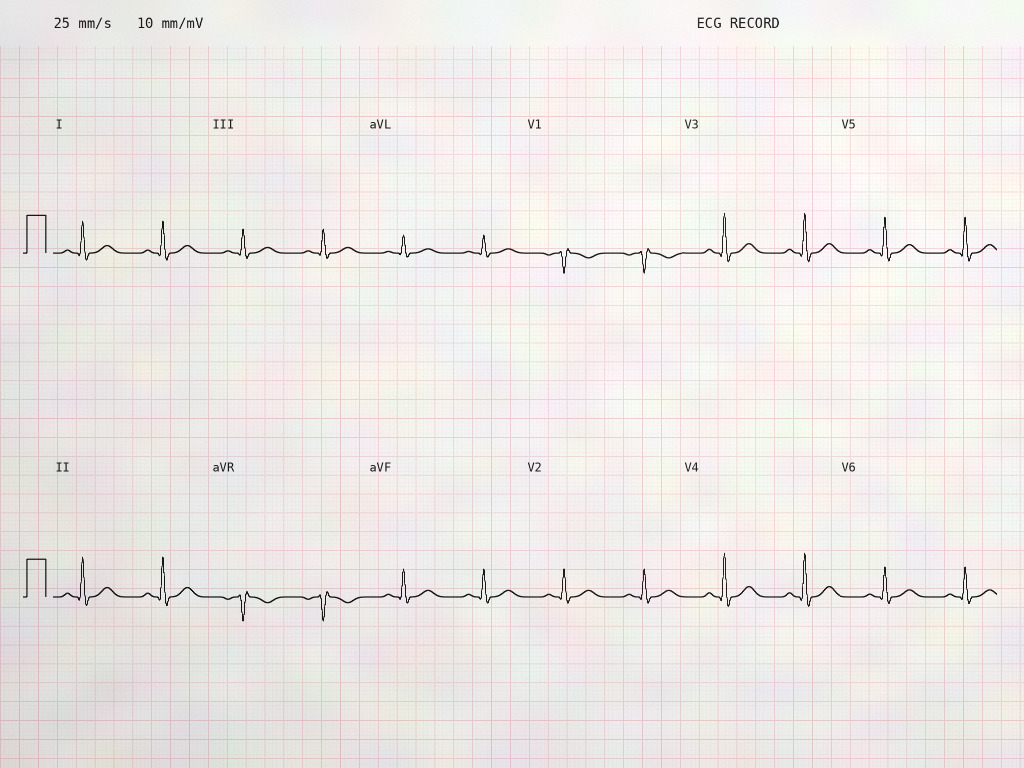 25 mm/s   10 mm/mV   ECG RECORD
I   III   aVL   V1   V3   V5
II   aVR   aVF   V2   V4   V6